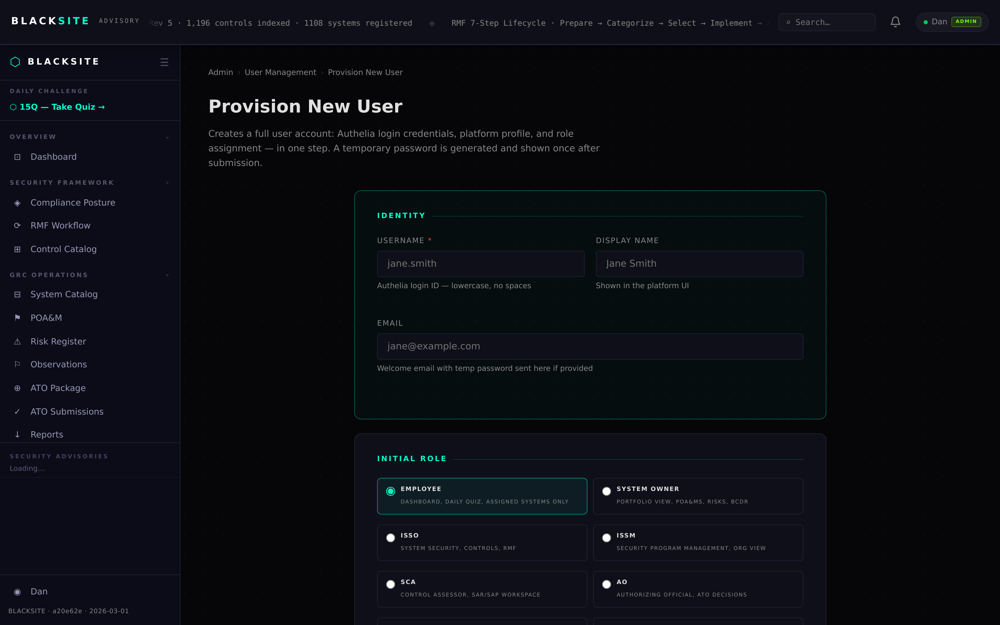 BLACKSITE ADVISORY
Rev 5 · 1,196 controls indexed · 1108 systems registered ◆ RMF 7-Step Lifecycle · Prepare → Categorize → Select → Implement →
Search…
Dan ADMIN
BLACKSITE
DAILY CHALLENGE
15Q — Take Quiz →
OVERVIEW
Dashboard
SECURITY FRAMEWORK
Compliance Posture
RMF Workflow
Control Catalog
GRC OPERATIONS
System Catalog
POA&M
Risk Register
Observations
ATO Package
ATO Submissions
Reports
SECURITY ADVISORIES
Loading…
Dan
BLACKSITE · a20e62e · 2026-03-01
Admin › User Management › Provision New User
Provision New User
Creates a full user account: Authelia login credentials, platform profile, and role
assignment — in one step. A temporary password is generated and shown once after
submission.
IDENTITY
USERNAME *
jane.smith
Authelia login ID — lowercase, no spaces
DISPLAY NAME
Jane Smith
Shown in the platform UI
EMAIL
jane@example.com
Welcome email with temp password sent here if provided
INITIAL ROLE
EMPLOYEE
DASHBOARD, DAILY QUIZ, ASSIGNED SYSTEMS ONLY
SYSTEM OWNER
PORTFOLIO VIEW, POA&MS, RISKS, BCDR
ISSO
SYSTEM SECURITY, CONTROLS, RMF
ISSM
SECURITY PROGRAM MANAGEMENT, ORG VIEW
SCA
CONTROL ASSESSOR, SAR/SAP WORKSPACE
AO
AUTHORIZING OFFICIAL, ATO DECISIONS